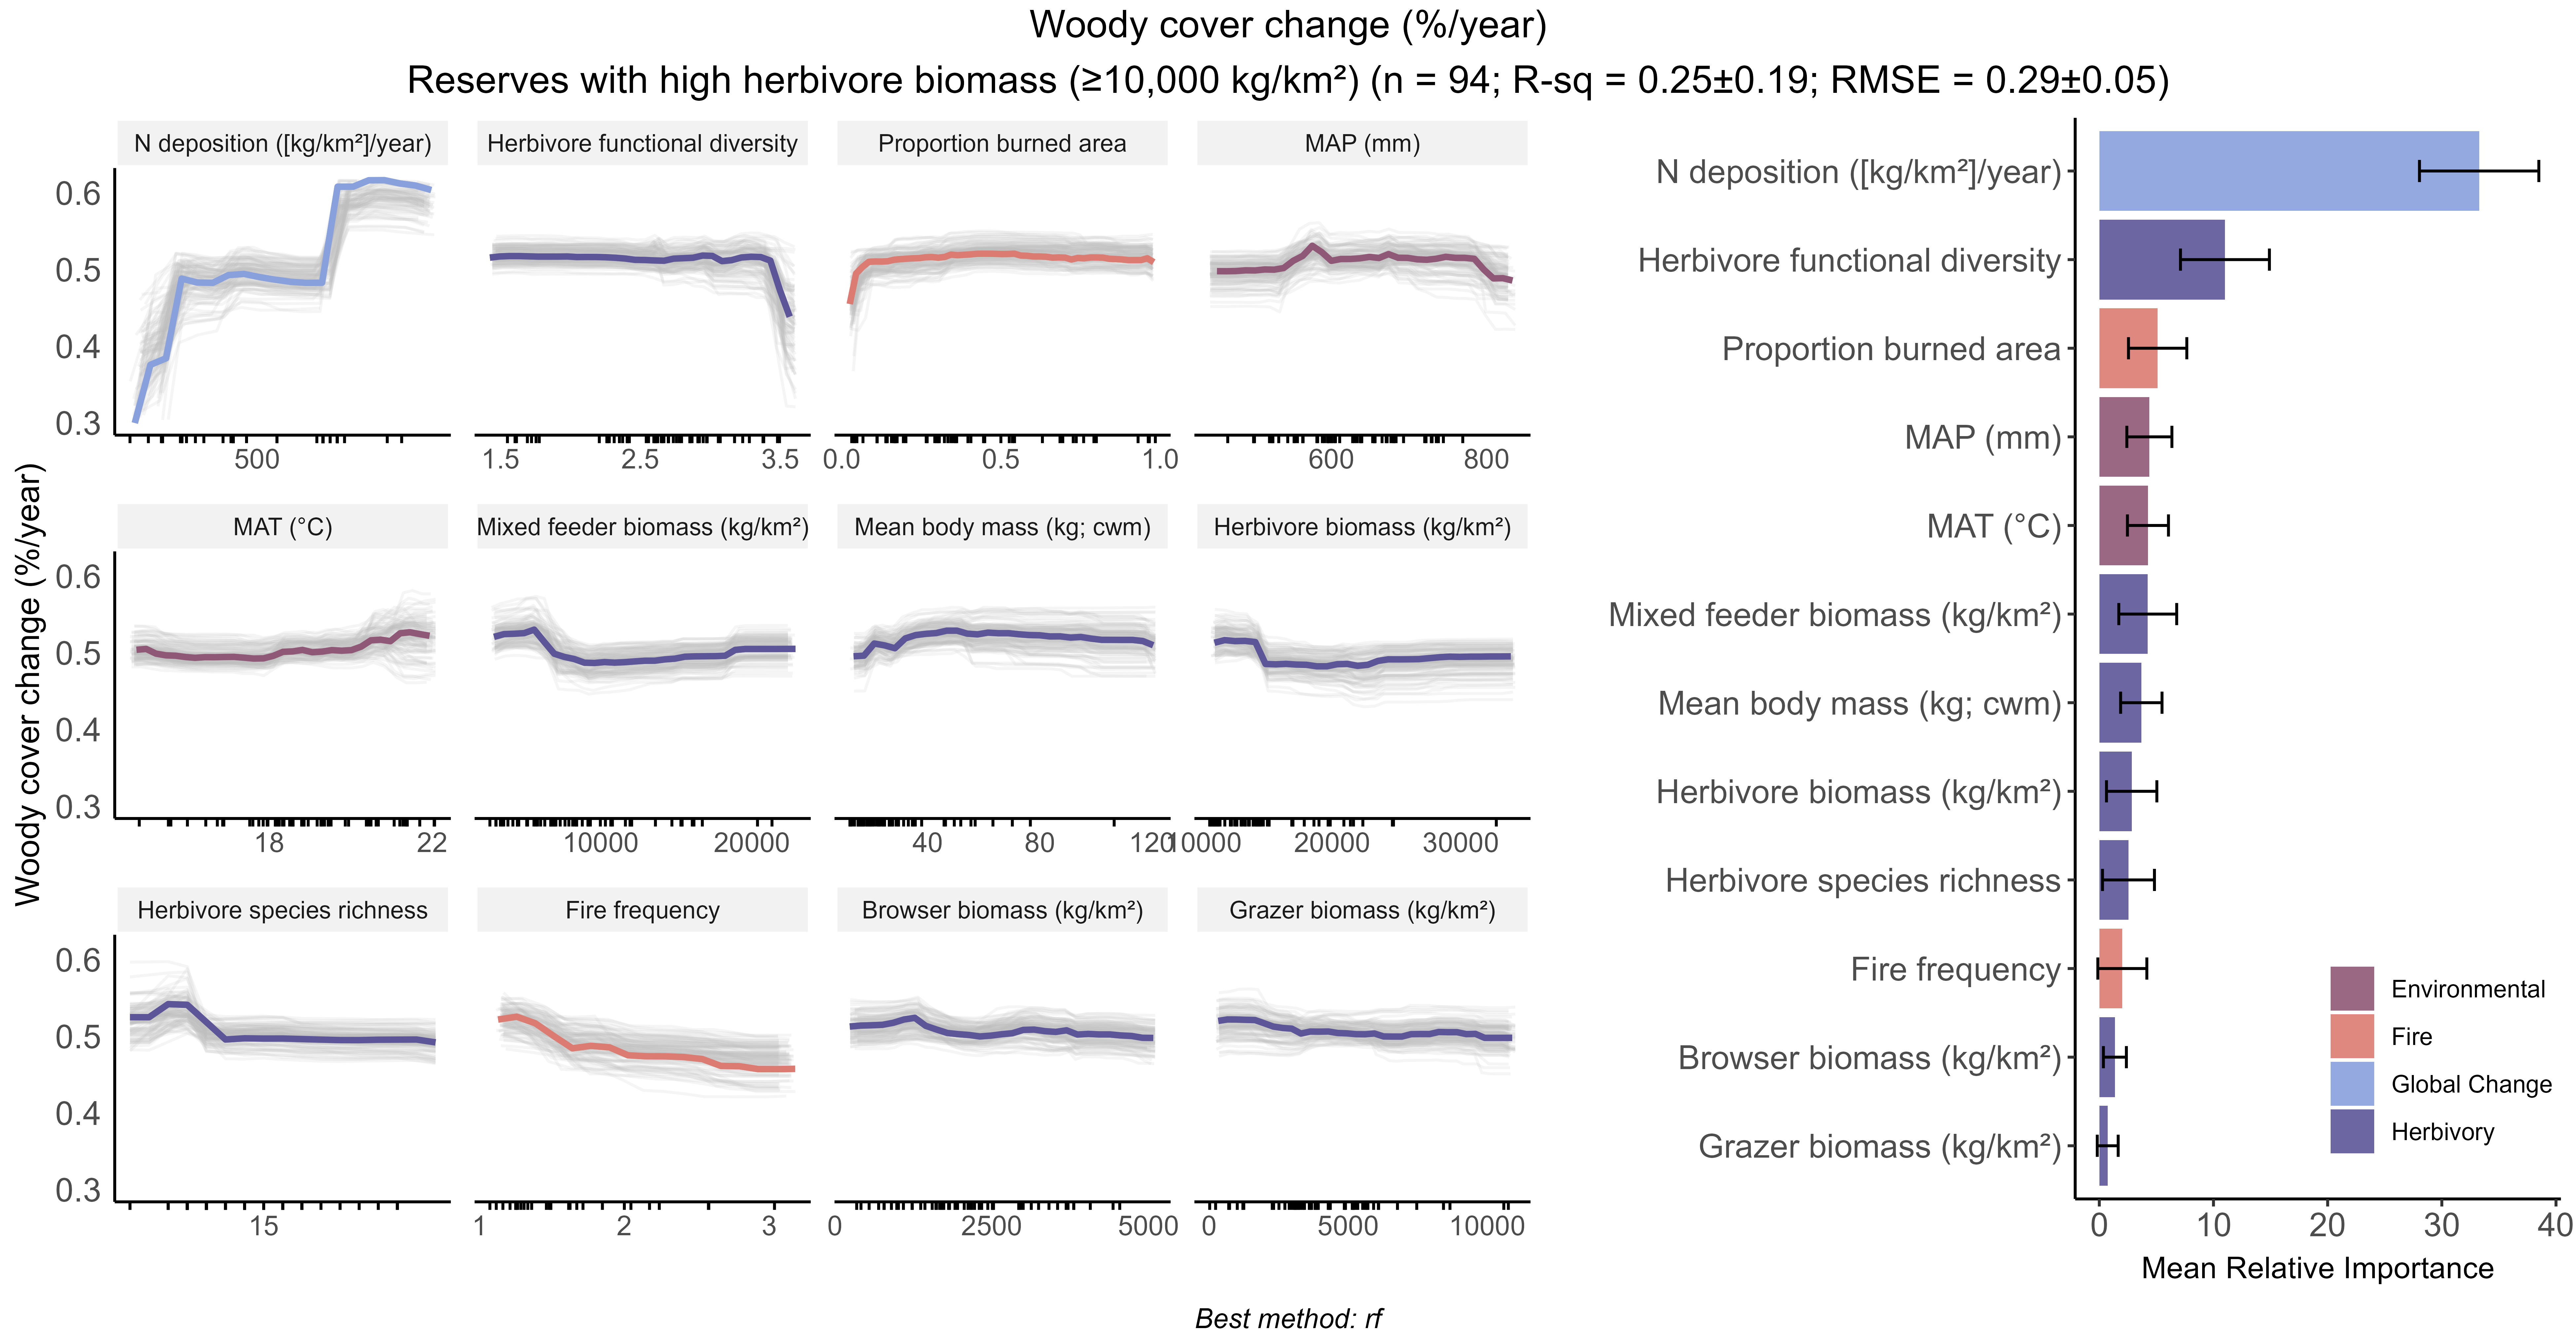 Woody cover change (%/year)
Reserves with high herbivore biomass (≥10,000 kg/km²) (n = 94; R-sq = 0.25±0.19; RMSE = 0.29±0.05)
Woody cover change (%/year)
N deposition ([kg/km²]/year)
Herbivore functional diversity
Proportion burned area
MAP (mm)
0.6
0.5
0.4
0.3
500
1.5 2.5 3.5
0.0 0.5 1.0
600 800
MAT (°C)
Mixed feeder biomass (kg/km²)
Mean body mass (kg; cwm)
Herbivore biomass (kg/km²)
0.6
0.5
0.4
0.3
18 22
10000 20000
40 80 120
10000 20000 30000
Herbivore species richness
Fire frequency
Browser biomass (kg/km²)
Grazer biomass (kg/km²)
0.6
0.5
0.4
0.3
15
1 2 3
0 2500 5000
0 5000 10000
N deposition ([kg/km²]/year)
Herbivore functional diversity
Proportion burned area
MAP (mm)
MAT (°C)
Mixed feeder biomass (kg/km²)
Mean body mass (kg; cwm)
Herbivore biomass (kg/km²)
Herbivore species richness
Fire frequency
Browser biomass (kg/km²)
Grazer biomass (kg/km²)
0 10 20 30 40
Mean Relative Importance
Environmental
Fire
Global Change
Herbivory
Best method: rf